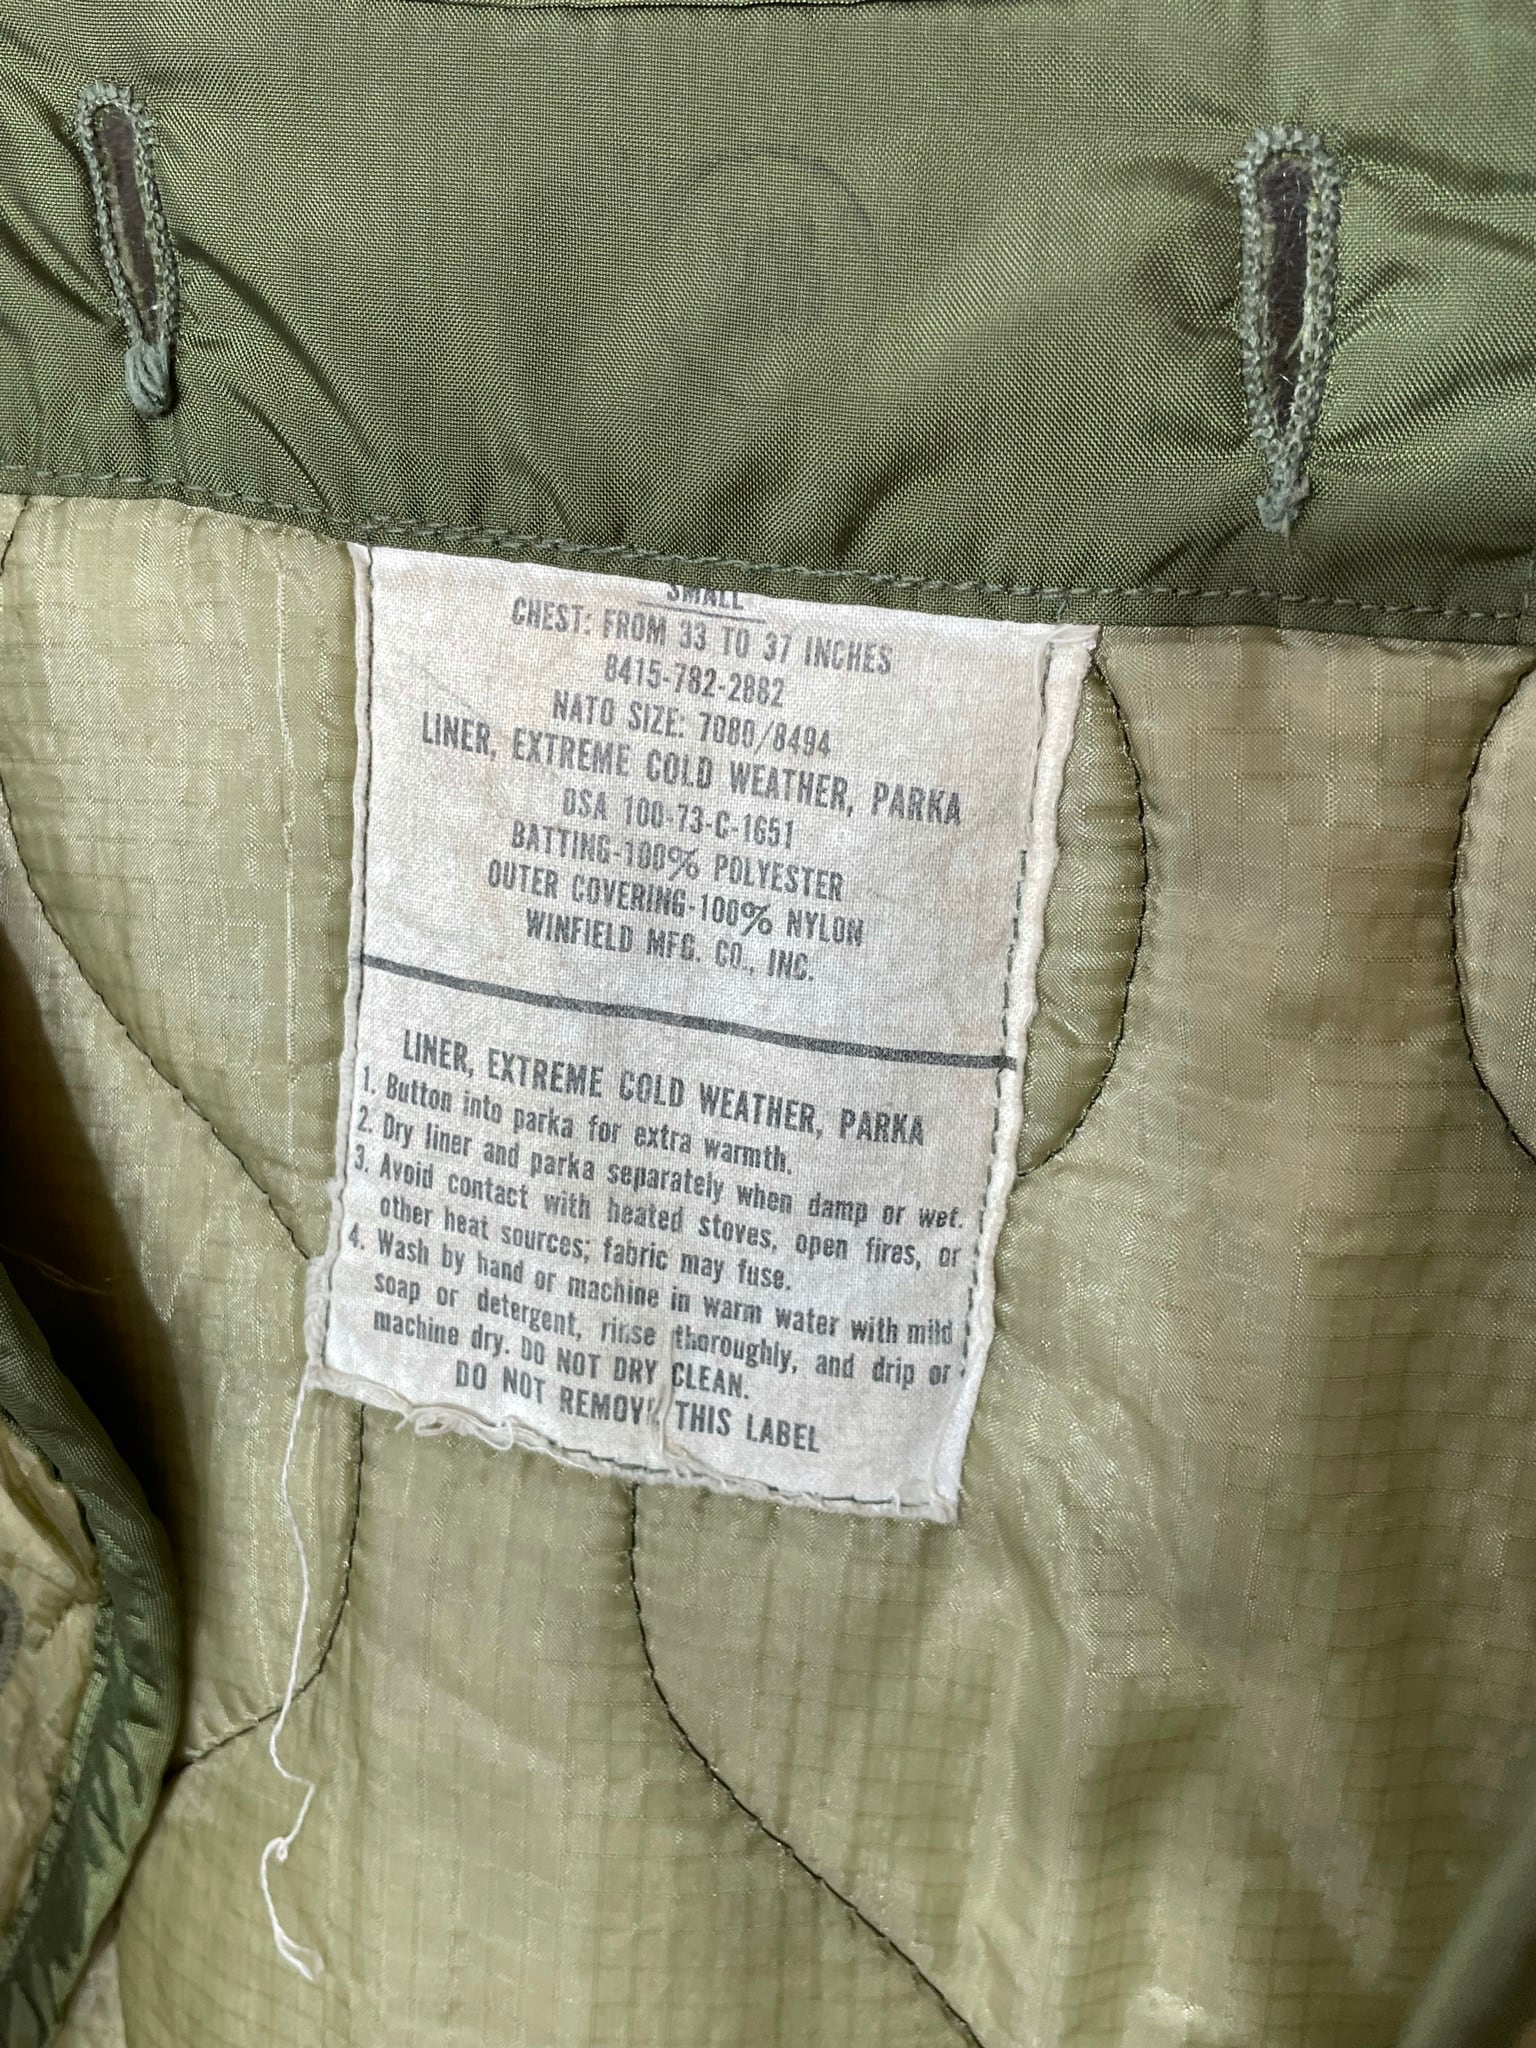 SMALL
CHEST: FROM 33 TO 37 INCHES
8415-782-2882
NATO SIZE: 7080/8494
LINER, EXTREME COLD WEATHER, PARKA
DSA 100-73-C-1651
BATTING-100% POLYESTER
OUTER COVERING-100% NYLON
WINFIELD MFG. CO., INC.
LINER, EXTREME COLD WEATHER, PARKA
1. Button into parka for extra warmth.
2. Dry liner and parka separately when damp or wet.
3. Avoid contact with heated stoves, open fires, or
other heat sources; fabric may fuse.
4. Wash by hand or machine in warm water with mild
soap or detergent, rinse thoroughly, and drip or
machine dry. DO NOT DRY CLEAN.
DO NOT REMOVE THIS LABEL